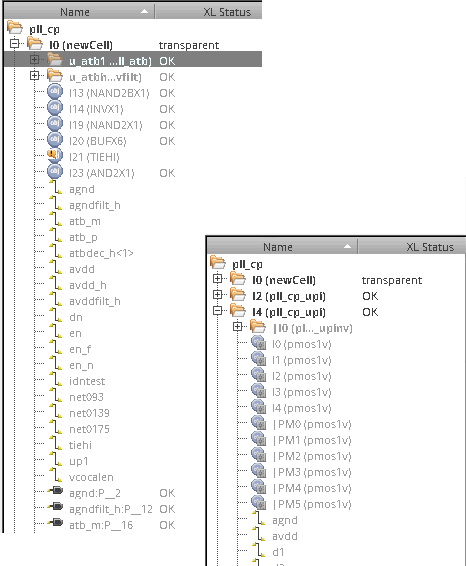 Name XL Status
pll_cp
I0 (newCell) transparent
u_atb1 ...ll_atb) OK
u_atbh...vfilt) OK
I13 (NAND2BX1) OK
I14 (INVX1) OK
I19 (NAND2X1) OK
I20 (BUFX6) OK
I21 (TIEHI)
I23 (AND2X1) OK
agnd
agndfilt_h
atb_m
atb_p
atbdec_h<1>
avdd
avdd_h
avddfilt_h
dn
en
en_f
en_n
idntest
net093
net0139
net0175
tiehi
up1
vcocalen
agnd:P__2 OK
agndfilt_h:P__12 OK
atb_m:P__16 OK
Name XL Status
pll_cp
I0 (newCell) transparent
I2 (pll_cp_upi) OK
I4 (pll_cp_upi) OK
|I0 (pl..._upinv)
I0 (pmos1v)
I1 (pmos1v)
I2 (pmos1v)
I3 (pmos1v)
I4 (pmos1v)
|PM0 (pmos1v)
|PM1 (pmos1v)
|PM2 (pmos1v)
|PM3 (pmos1v)
|PM4 (pmos1v)
|PM5 (pmos1v)
agnd
avdd
d1